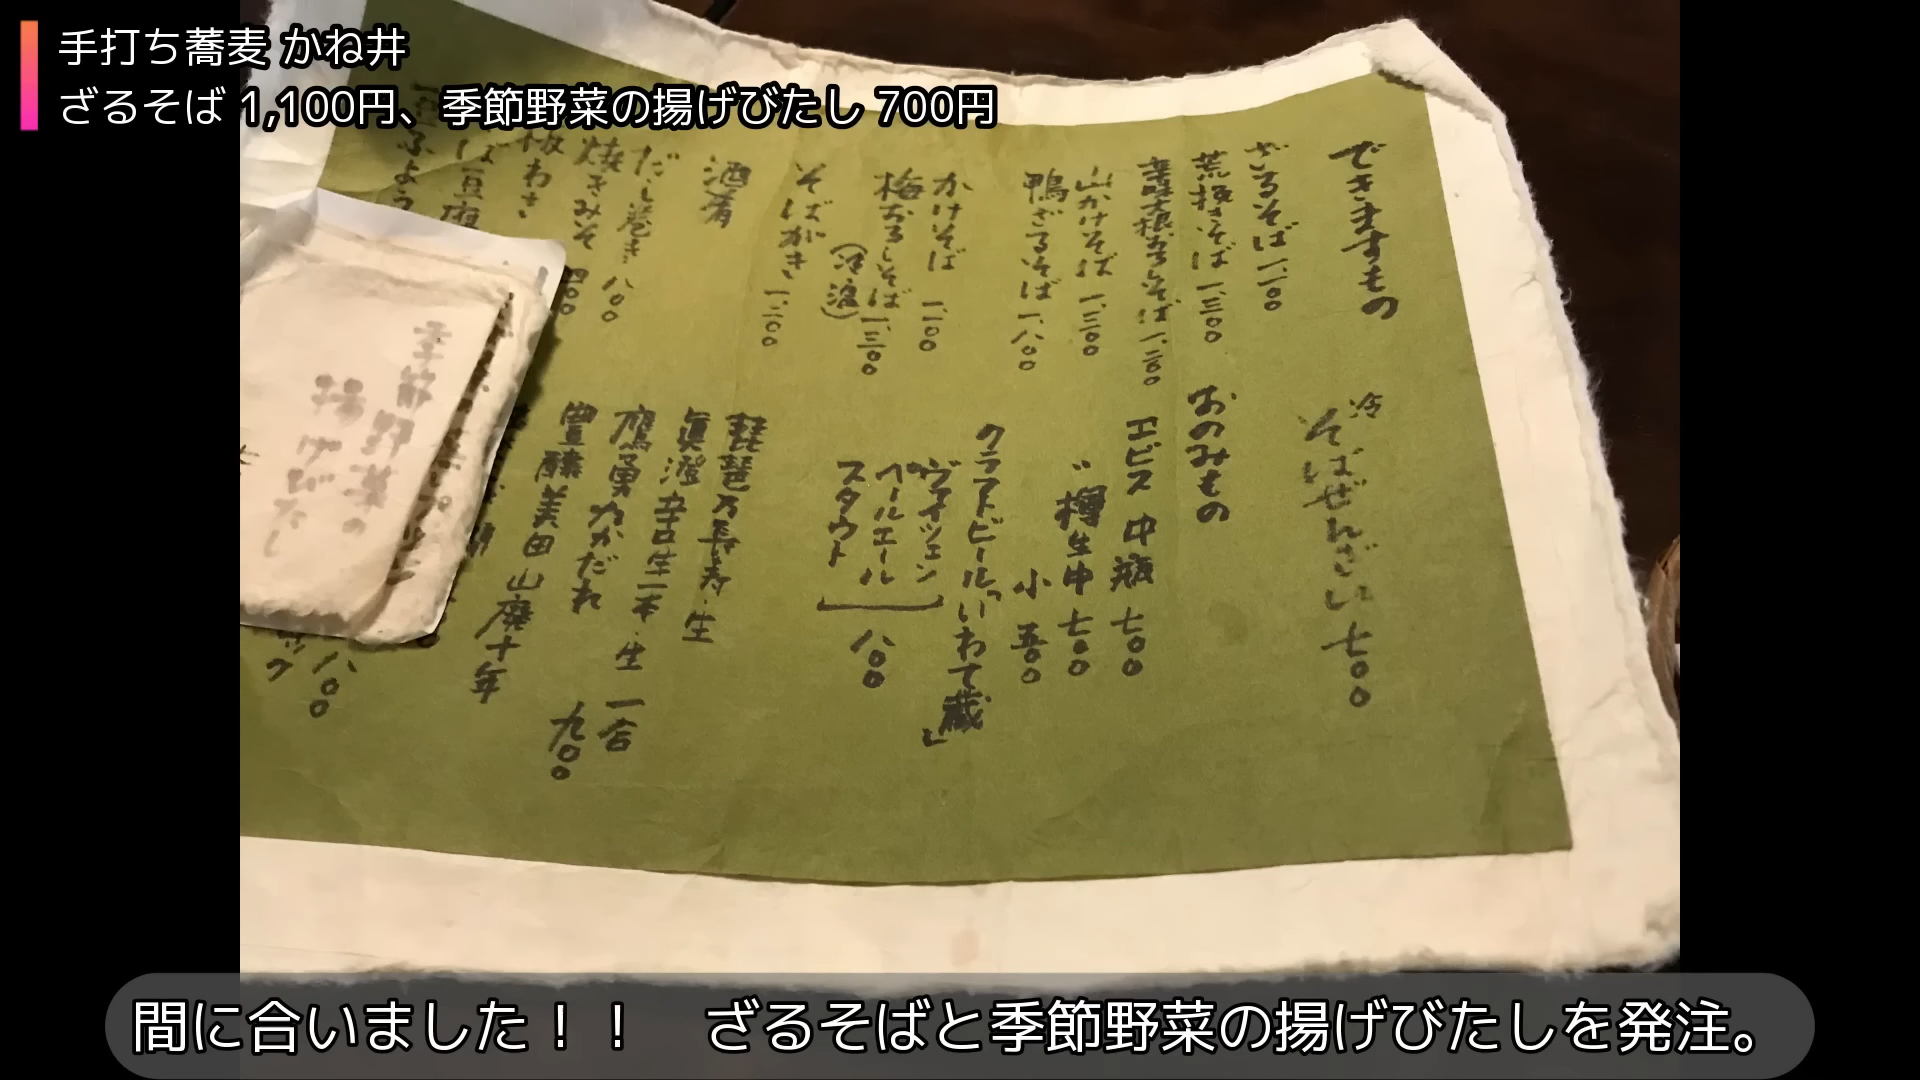 手打ち蕎麦 かね井
ざるそば 1,100円、季節野菜の揚げびたし 700円
できますもの
ざるそば 一、一〇〇
荒挽きそば 一、三〇〇
辛味大根おろしそば 一、三〇〇
山かけそば 一、三〇〇
鴨ざるそば 一、八〇〇
かけそば 一、一〇〇
梅おろしそば 一、三〇〇
そばがき 一、二〇〇
酒肴
だし巻き 八〇〇
焼きみそ 四〇〇
板わさ
冷そばぜんざい 七〇〇
おのみもの
エビス 中瓶 七〇〇
〃 樽生中 七〇〇
小 五〇〇
クラフトビール「いわて蔵」
ヴァイツェン
ペールエール
スタウト
八〇〇
琵琶乃長寿・生
眞澄 辛口生一本・生 一合
鷹勇 なかだれ 九〇〇
豊醸美田 山廃十年
八〇〇
季節野菜の
揚げびたし
間に合いました！！　ざるそばと季節野菜の揚げびたしを発注。